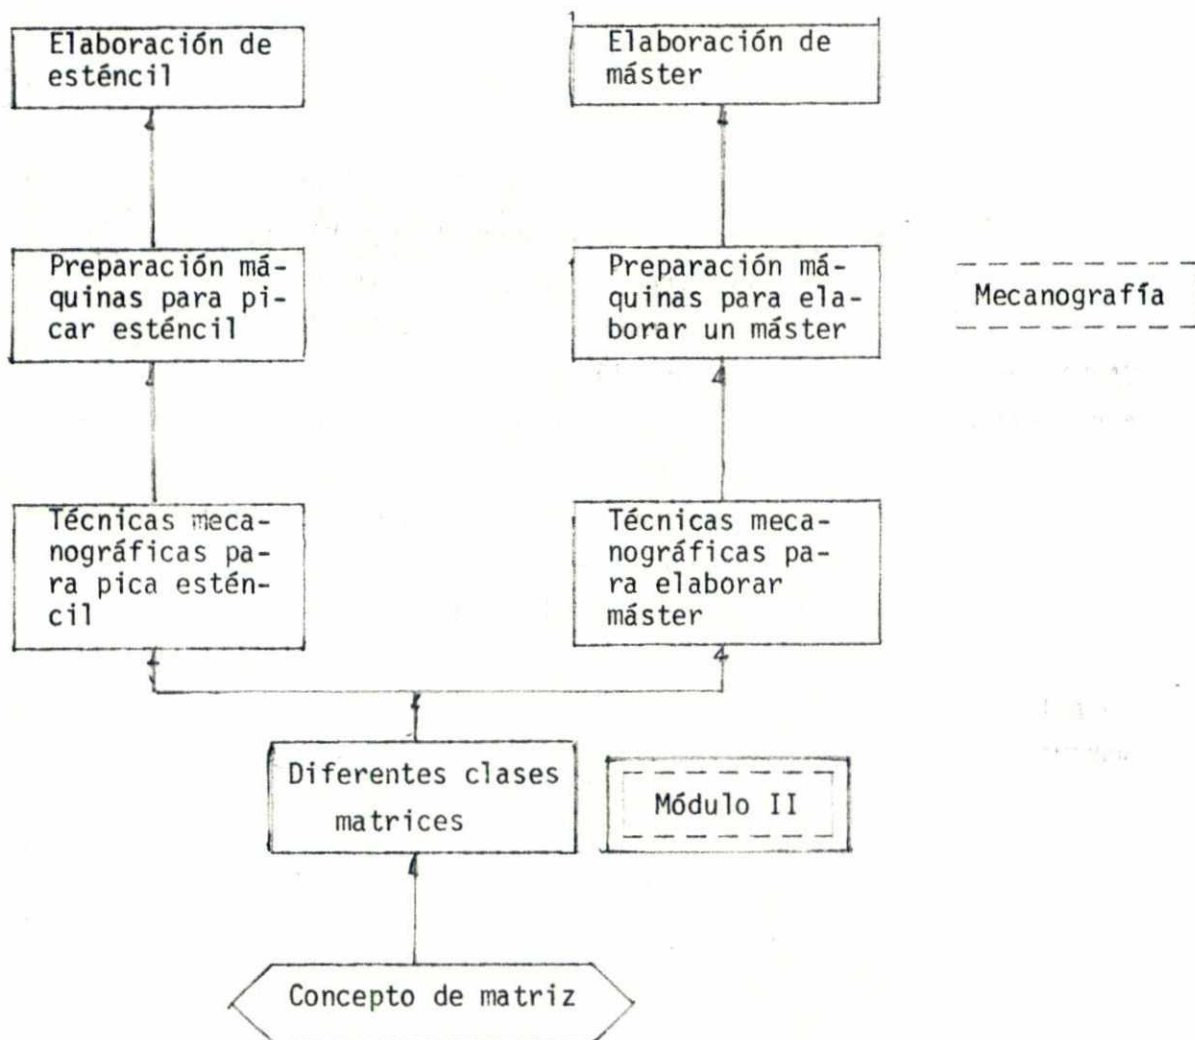 Elaboración de
esténcil
Elaboración de
máster
Preparación má-
quinas para pi-
car esténcil
Preparación má-
quinas para ela-
borar un máster
Mecanografía
Técnicas meca-
nográficas pa-
ra pica estén-
cil
Técnicas meca-
nográficas pa-
ra elaborar
máster
Diferentes clases
matrices
Módulo II
Concepto de matriz